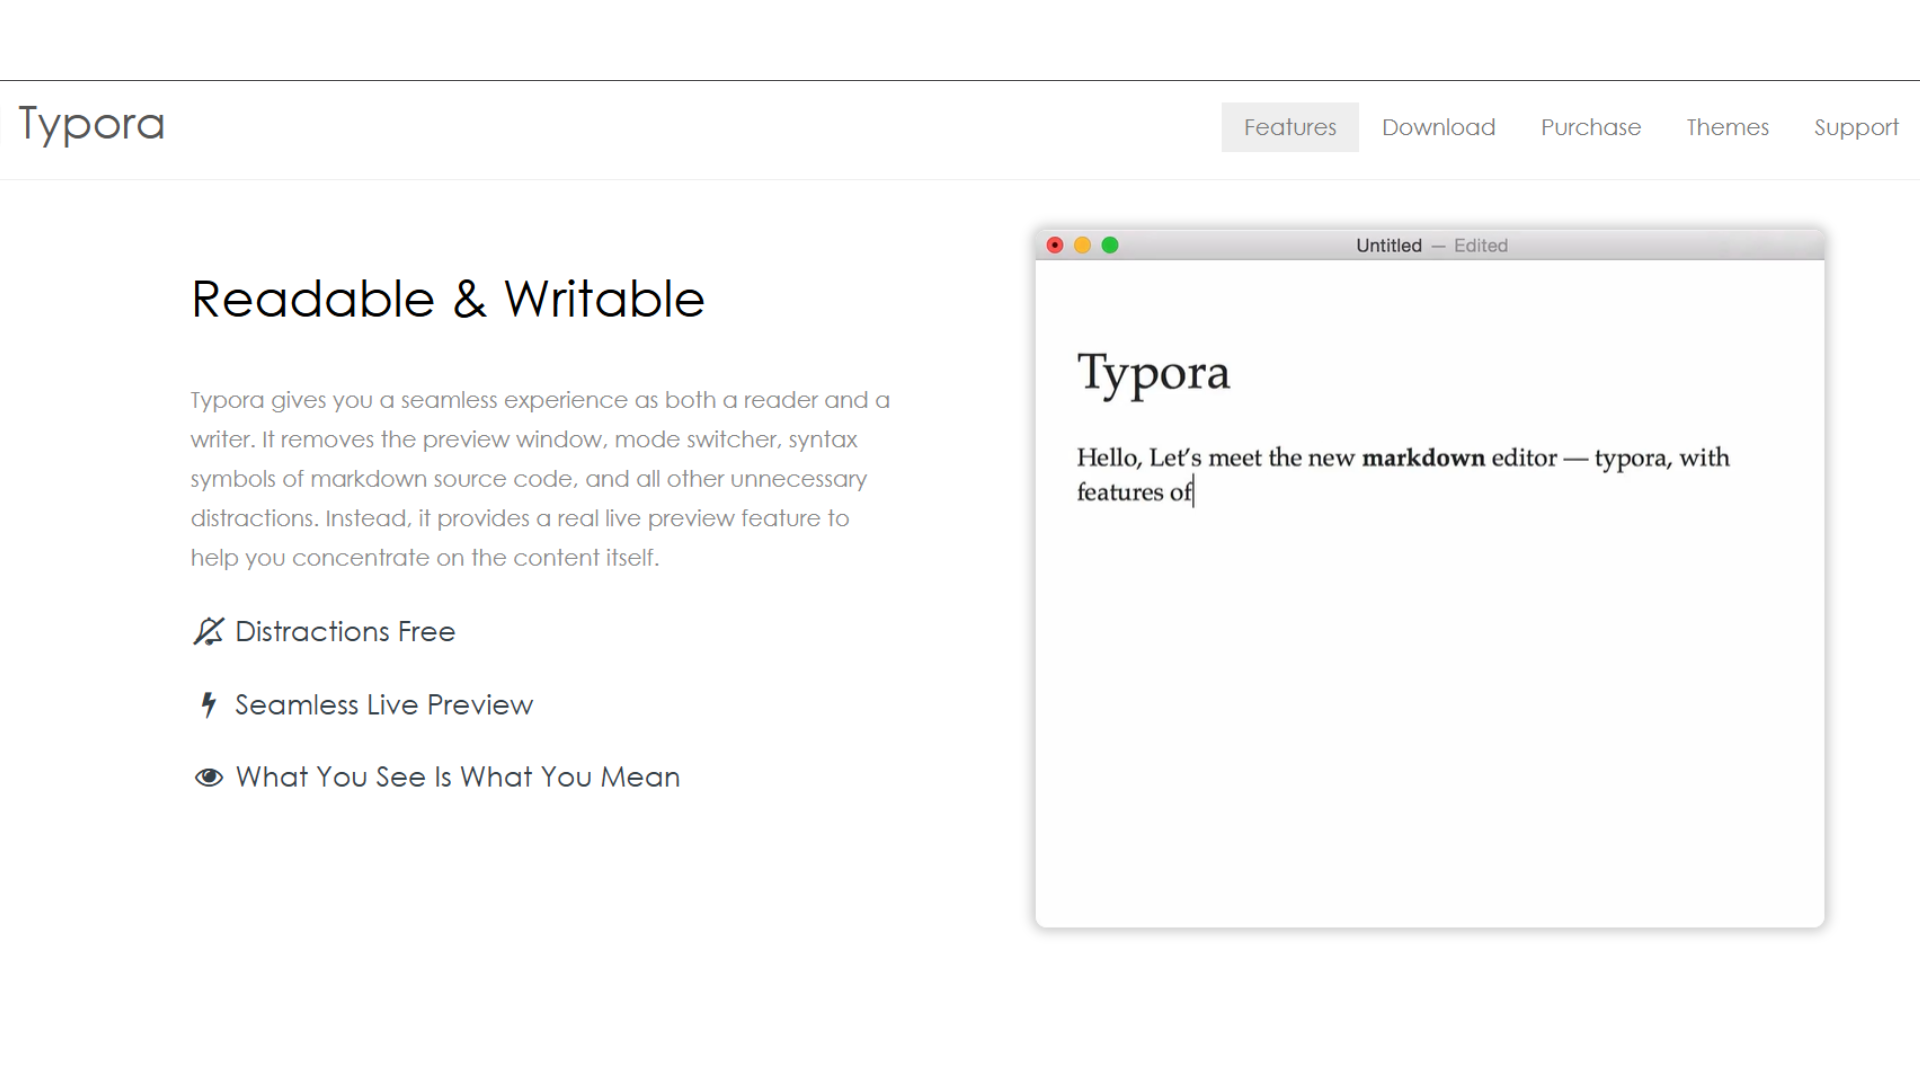 Typora
Features
Download
Purchase
Themes
Support
Readable & Writable
Typora gives you a seamless experience as both a reader and a
writer. It removes the preview window, mode switcher, syntax
symbols of markdown source code, and all other unnecessary
distractions. Instead, it provides a real live preview feature to
help you concentrate on the content itself.
Distractions Free
Seamless Live Preview
What You See Is What You Mean
Untitled — Edited
Typora
Hello, Let’s meet the new markdown editor — typora, with
features of